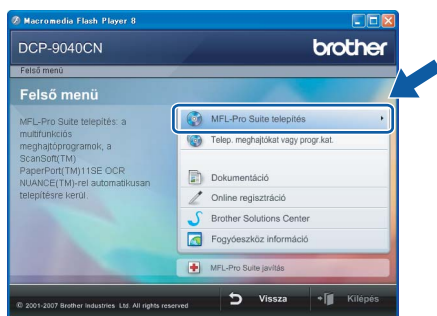 Macromedia Flash Player 8
DCP-9040CN
brother
Felső menü
Felső menü
MFL-Pro Suite telepítés: a
multifunkciós
meghajtóprogramok, a
ScanSoft(TM)
PaperPort(TM)11SE OCR
NUANCE(TM)-rel automatikusan
telepítésre kerül.
MFL-Pro Suite telepítés
Telep. meghajtókat vagy progr.kat.
Dokumentáció
Online regisztráció
Brother Solutions Center
Fogyóeszköz információ
MFL-Pro Suite javítás
© 2001-2007 Brother Industries Ltd. All rights reserved
Vissza
Kilépés